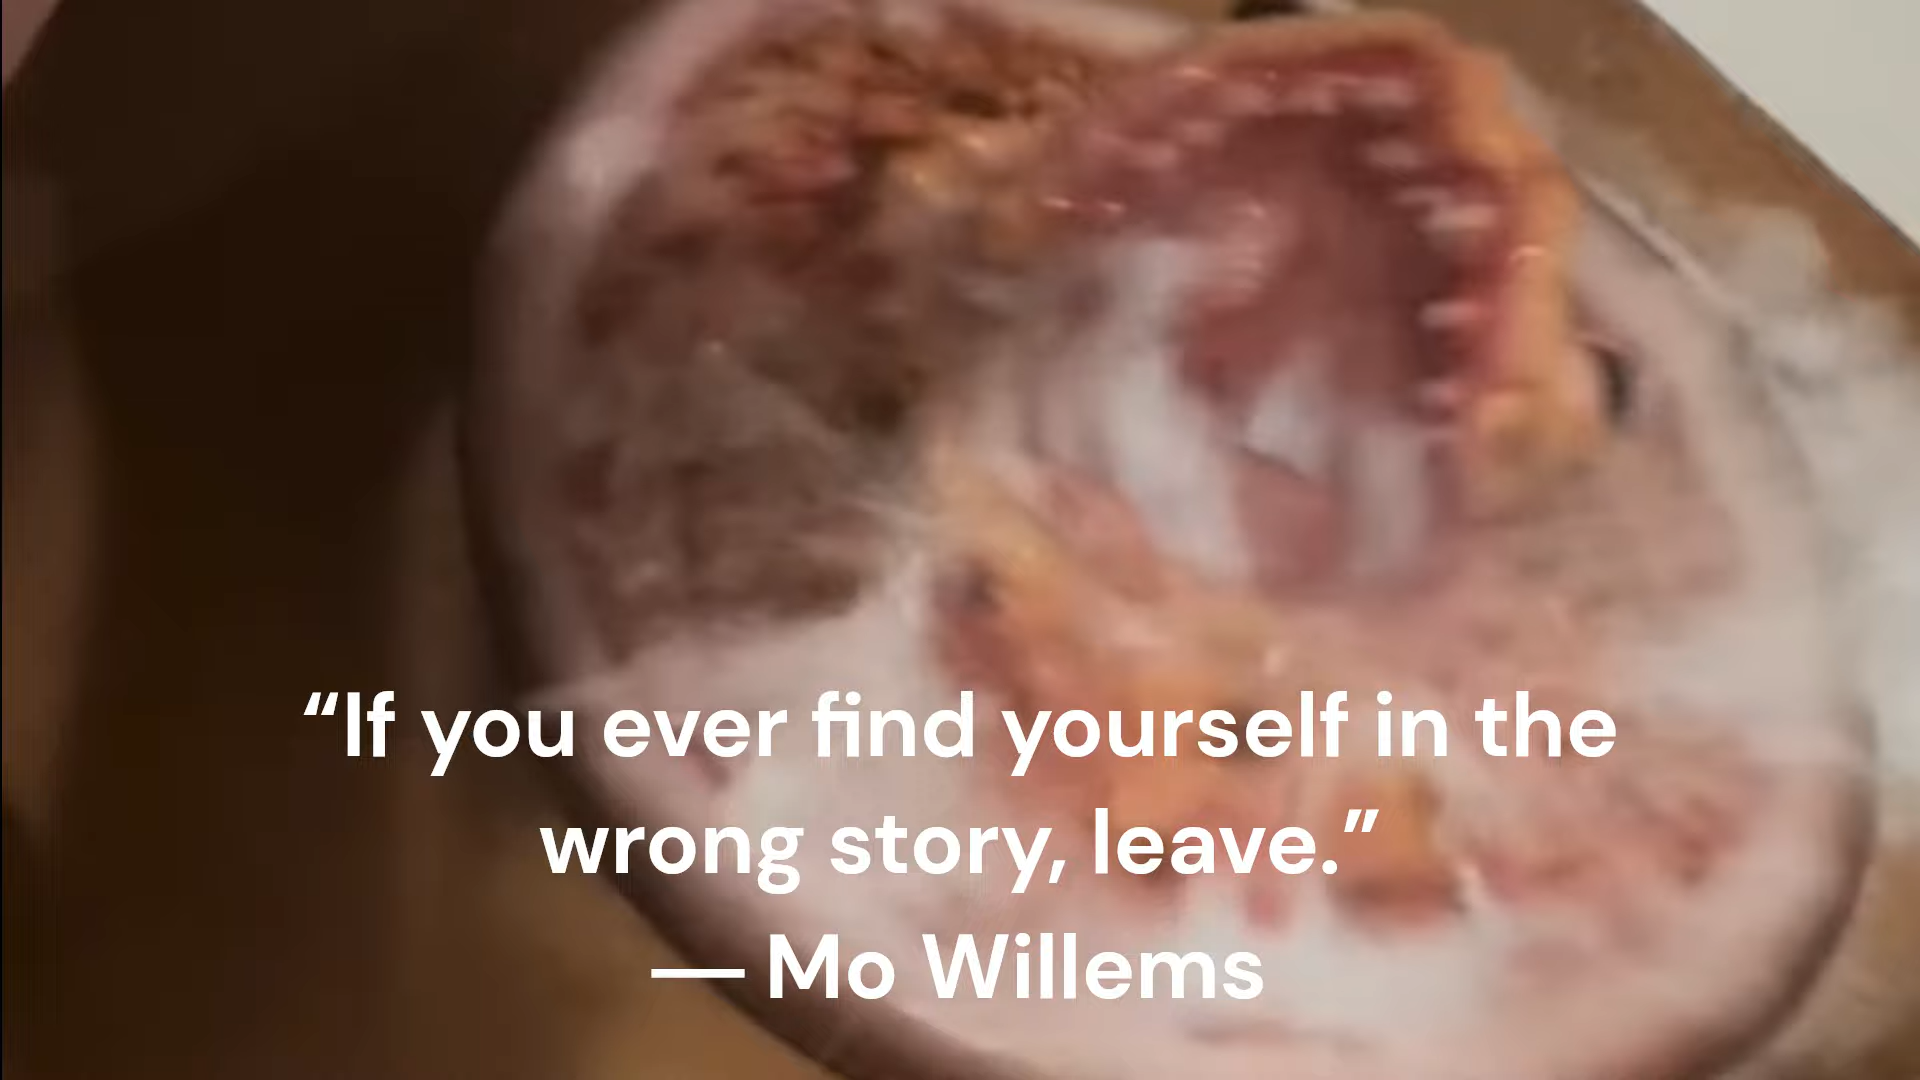 “If you ever find yourself in the
wrong story, leave.”
— Mo Willems